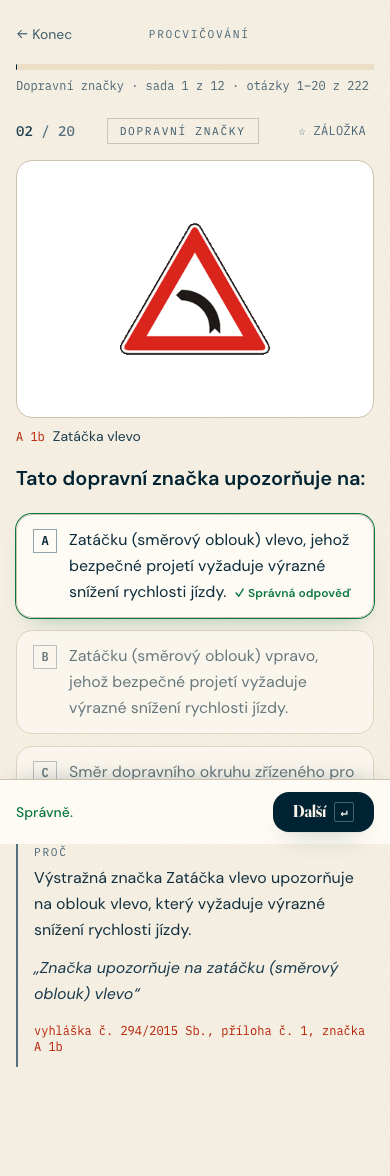 ← Konec
PROCVIČOVÁNÍ
Dopravní značky · sada 1 z 12 · otázky 1–20 z 222
02 / 20
DOPRAVNÍ ZNAČKY
☆ ZÁLOŽKA
A 1b Zatáčka vlevo
Tato dopravní značka upozorňuje na:
A
Zatáčku (směrový oblouk) vlevo, jehož
bezpečné projetí vyžaduje výrazné
snížení rychlosti jízdy. ✓ Správná odpověď
B
Zatáčku (směrový oblouk) vpravo,
jehož bezpečné projetí vyžaduje
výrazné snížení rychlosti jízdy.
C
Směr dopravního okruhu zřízeného pro
Správně.
Další ↵
PROČ
Výstražná značka Zatáčka vlevo upozorňuje
na oblouk vlevo, který vyžaduje výrazné
snížení rychlosti jízdy.
„Značka upozorňuje na zatáčku (směrový
oblouk) vlevo“
vyhláška č. 294/2015 Sb., příloha č. 1, značka
A 1b